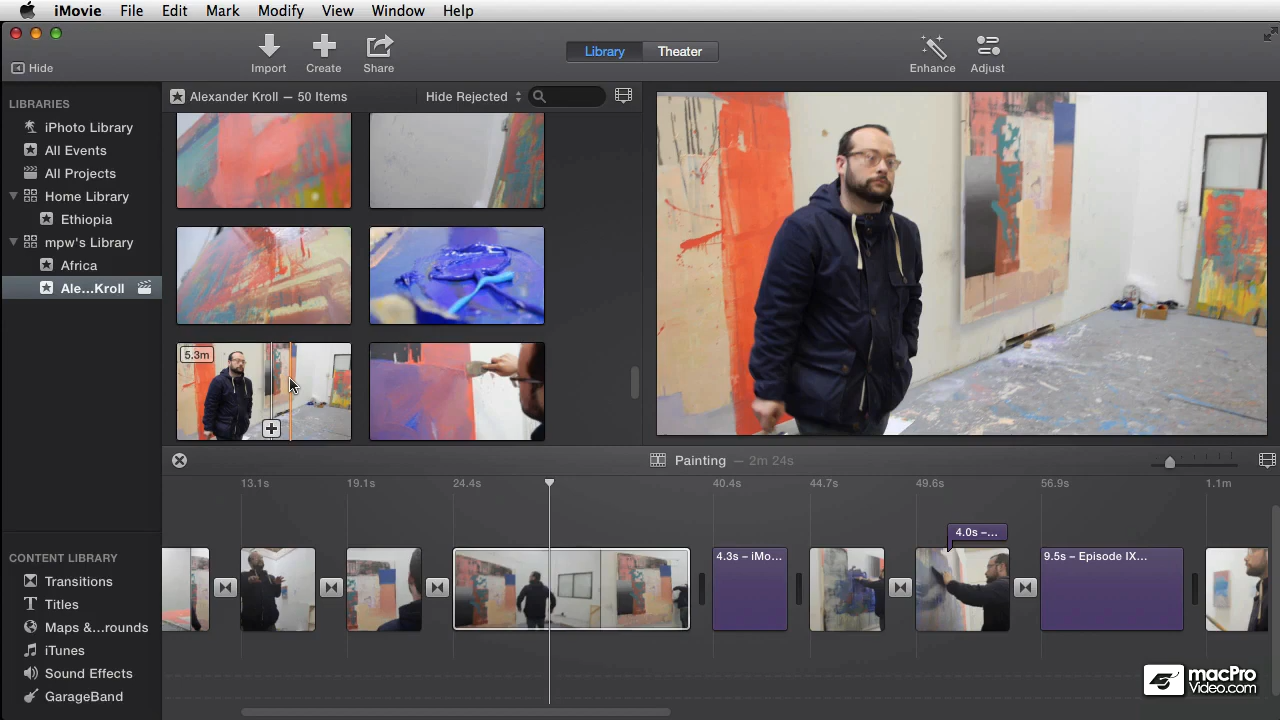 iMovie File Edit Mark Modify View Window Help
Hide
Import
Create
Share
Library
Theater
Enhance
Adjust
LIBRARIES
iPhoto Library
All Events
All Projects
Home Library
Ethiopia
mpw's Library
Africa
Ale...Kroll
Alexander Kroll — 50 Items
Hide Rejected
5.3m
Painting — 2m 24s
13.1s
19.1s
24.4s
40.4s
44.7s
49.6s
56.9s
1.1m
4.0s –...
4.3s – iMo...
9.5s – Episode IX...
CONTENT LIBRARY
Transitions
Titles
Maps &...rounds
iTunes
Sound Effects
GarageBand
macPro
Video.com